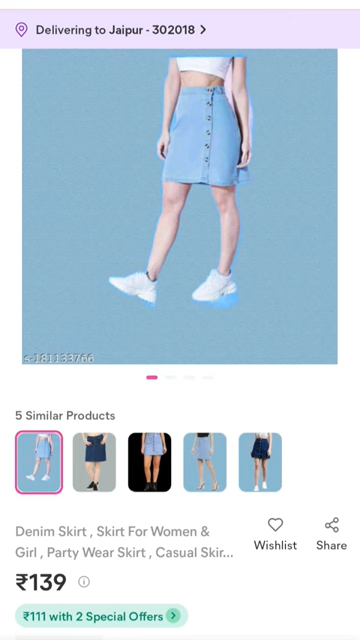 Delivering to Jaipur - 302018
s-181133766
5 Similar Products
Denim Skirt , Skirt For Women &
Girl , Party Wear Skirt , Casual Skir...
Wishlist
Share
₹139
₹111 with 2 Special Offers